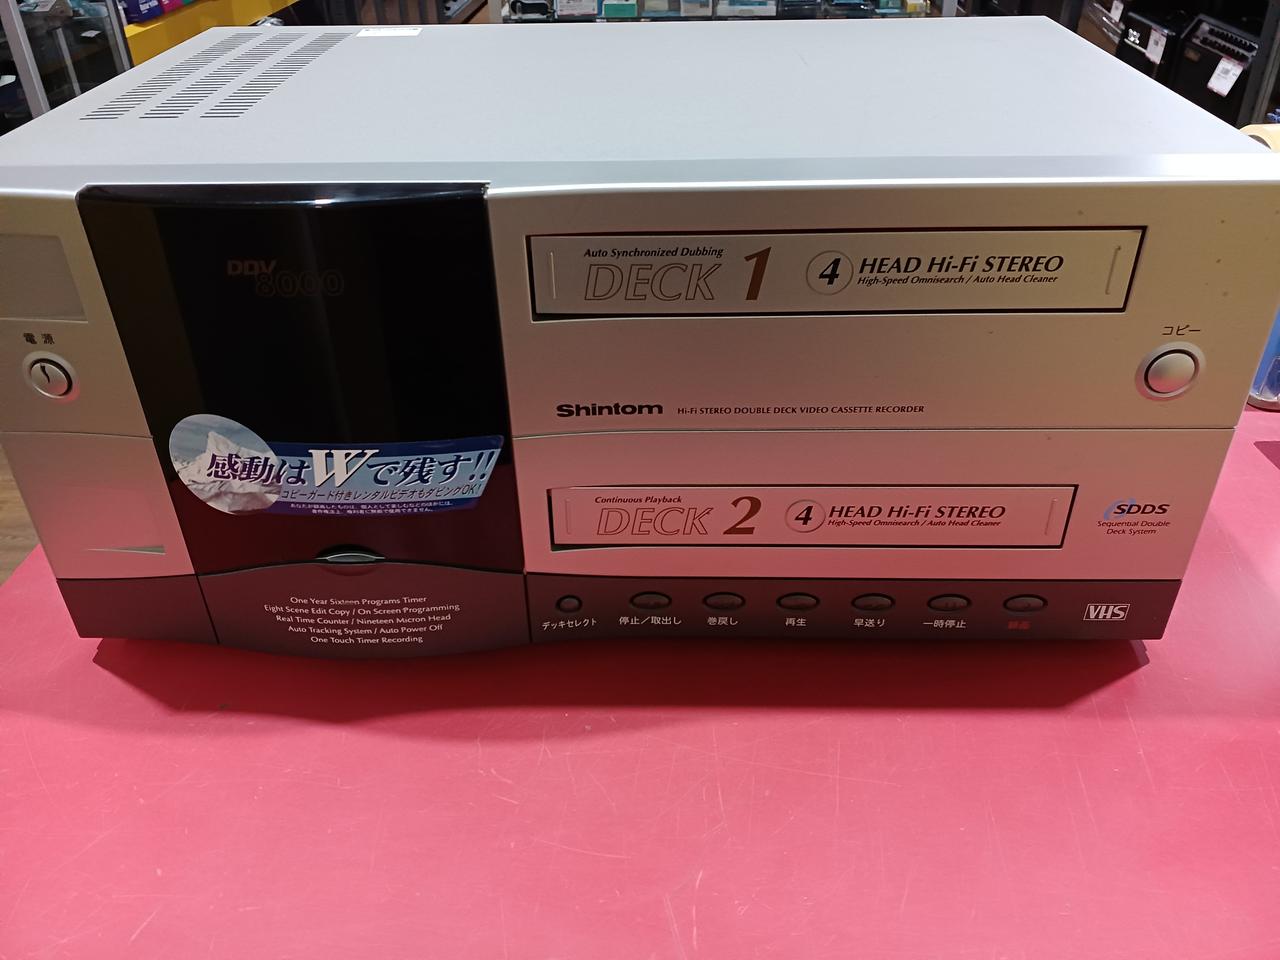 DDV
8000
電源
Auto Synchronized Dubbing
DECK 1
4 HEAD Hi-Fi STEREO
High-Speed Omnisearch / Auto Head Cleaner
コピー
Shintom Hi-Fi STEREO DOUBLE DECK VIDEO CASSETTE RECORDER
感動はWで残す!!
コピーガード付きレンタルビデオもダビングOK!
Continuous Playback
DECK 2
4 HEAD Hi-Fi STEREO
High-Speed Omnisearch / Auto Head Cleaner
SDDS
Sequential Double
Deck System
One Year Sixteen Programs Timer
Eight Scene Edit Copy / On Screen Programming
Real Time Counter / Nineteen Micron Head
Auto Tracking System / Auto Power Off
One Touch Timer Recording
デッキセレクト 停止/取出し 巻戻し 再生 早送り 一時停止 録画
VHS